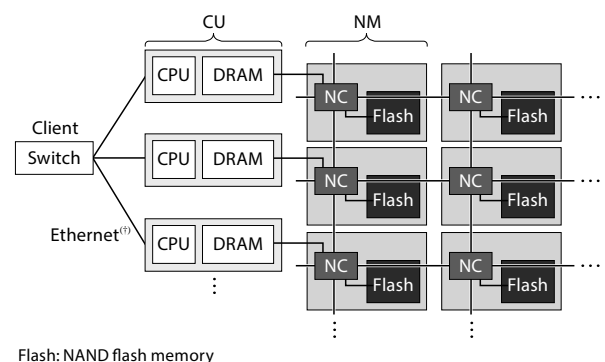 CU NM
CPU DRAM
NC NC
Flash Flash
Client
Switch
CPU DRAM
NC NC
Flash Flash
Ethernet(†)
CPU DRAM
NC NC
Flash Flash
Flash: NAND flash memory